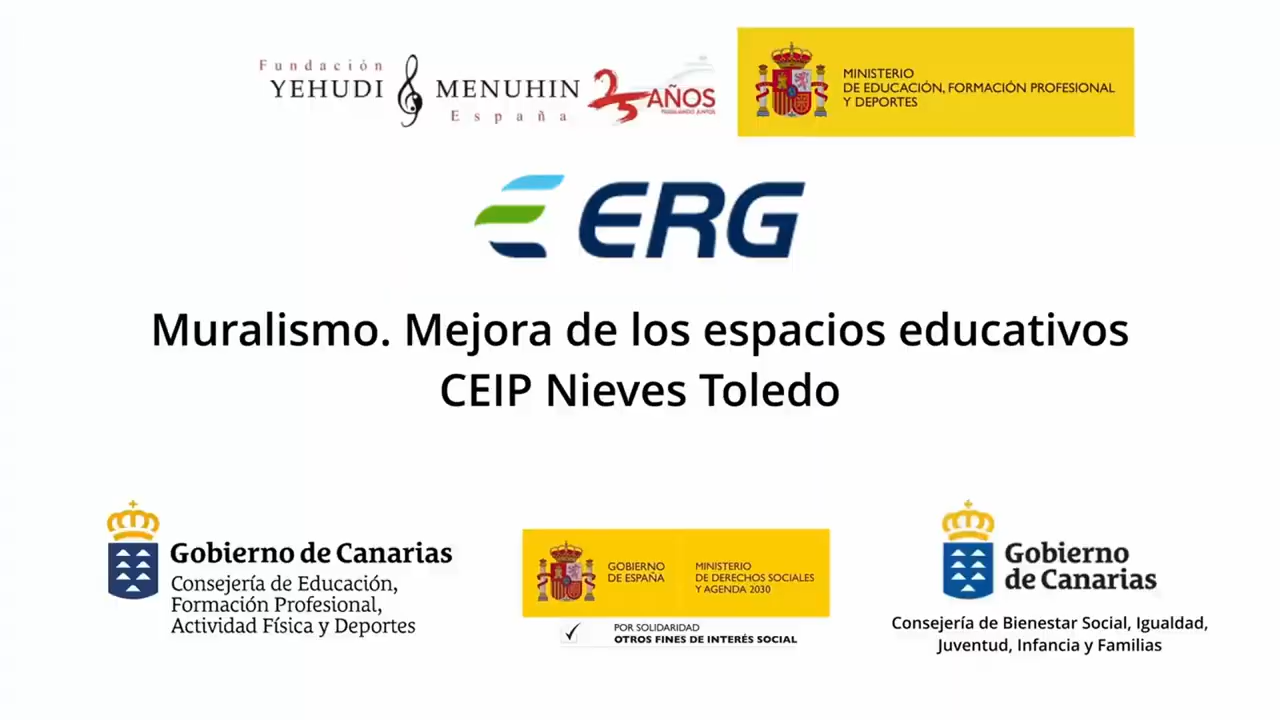 Fundación
YEHUDI MENUHIN
España
25 AÑOS
TRABAJANDO JUNTOS
MINISTERIO
DE EDUCACIÓN, FORMACIÓN PROFESIONAL
Y DEPORTES
ERG
Muralismo. Mejora de los espacios educativos
CEIP Nieves Toledo
Gobierno de Canarias
Consejería de Educación,
Formación Profesional,
Actividad Física y Deportes
GOBIERNO
DE ESPAÑA
MINISTERIO
DE DERECHOS SOCIALES
Y AGENDA 2030
POR SOLIDARIDAD
OTROS FINES DE INTERÉS SOCIAL
Gobierno
de Canarias
Consejería de Bienestar Social, Igualdad,
Juventud, Infancia y Familias